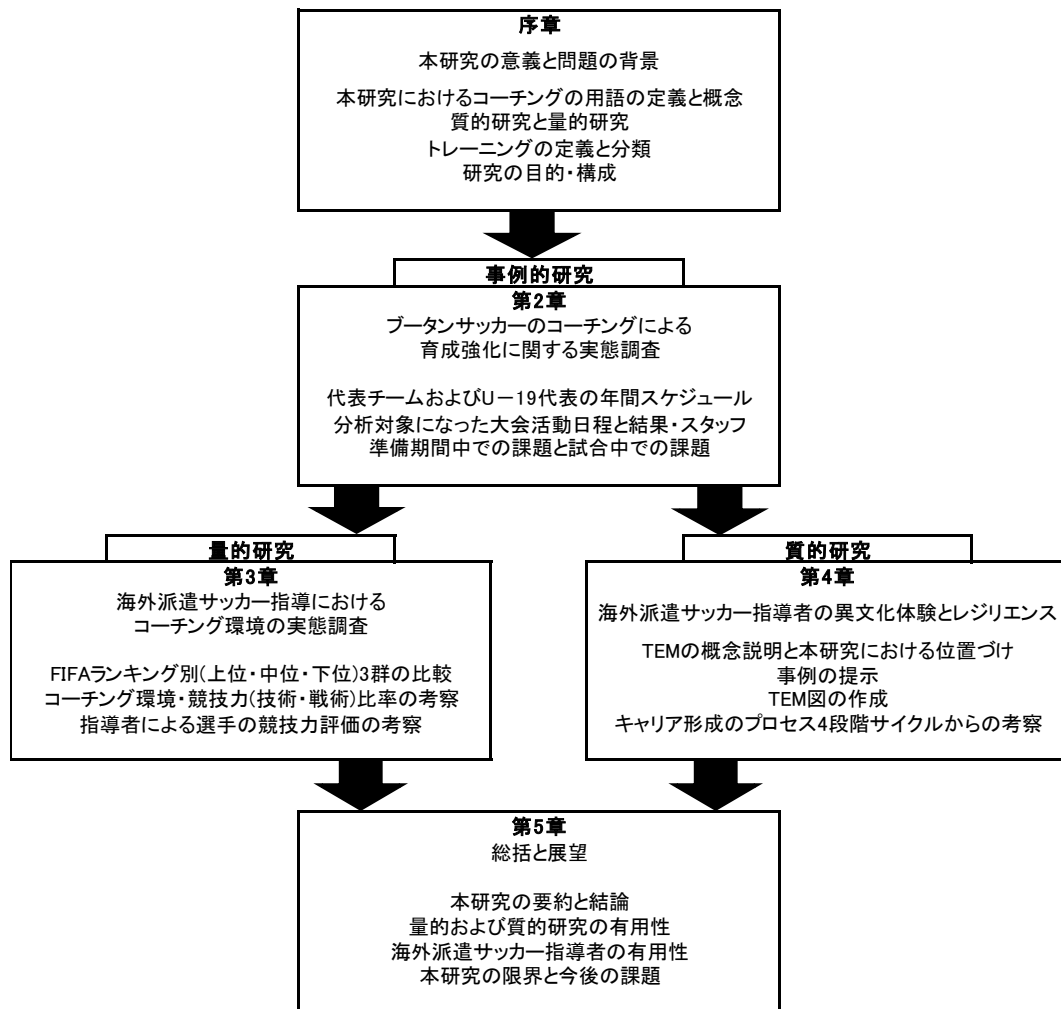 序章
本研究の意義と問題の背景
本研究におけるコーチングの用語の定義と概念
質的研究と量的研究
トレーニングの定義と分類
研究の目的・構成
事例的研究
第2章
ブータンサッカーのコーチングによる
育成強化に関する実態調査
代表チームおよびU－19代表の年間スケジュール
分析対象になった大会活動日程と結果・スタッフ
準備期間中での課題と試合中での課題
量的研究
第3章
海外派遣サッカー指導における
コーチング環境の実態調査
FIFAランキング別(上位・中位・下位)3群の比較
コーチング環境・競技力(技術・戦術)比率の考察
指導者による選手の競技力評価の考察
質的研究
第4章
海外派遣サッカー指導者の異文化体験とレジリエンス
TEMの概念説明と本研究における位置づけ
事例の提示
TEM図の作成
キャリア形成のプロセス4段階サイクルからの考察
第5章
総括と展望
本研究の要約と結論
量的および質的研究の有用性
海外派遣サッカー指導者の有用性
本研究の限界と今後の課題